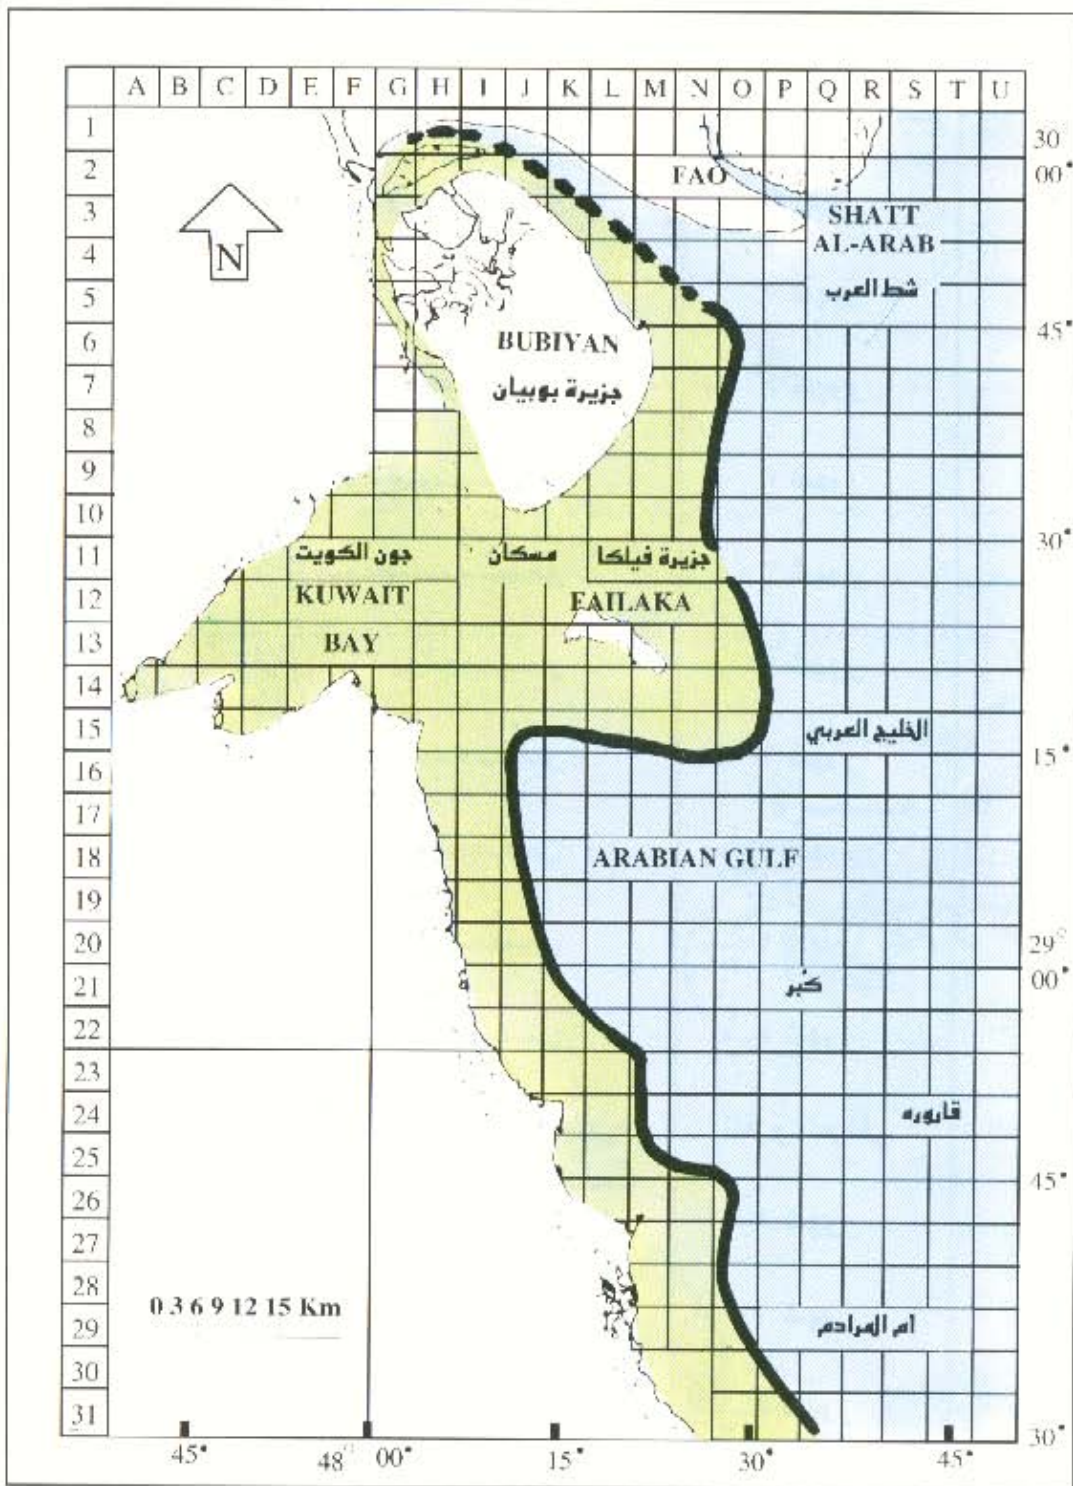 A B C D E F G H I J K L M N O P Q R S T U
1
30
2
00°
FAO
3
SHATT
4
AL-ARAB
N
5
شط العرب
45°
6
BUBIYAN
7
جزيرة بوبيان
8
9
10
30°
11
جون الكويت
مسكان
جزيرة فيلكا
12
KUWAIT
FAILAKA
13
BAY
14
15
الخليج العربي
15°
16
17
18
ARABIAN GULF
19
20
29°
21
00°
كبر
22
23
24
قاروره
25
45°
26
27
28
0 3 6 9 12 15 Km
29
ام المرادم
30
31
30°
45° 48° 00° 15° 30° 45°